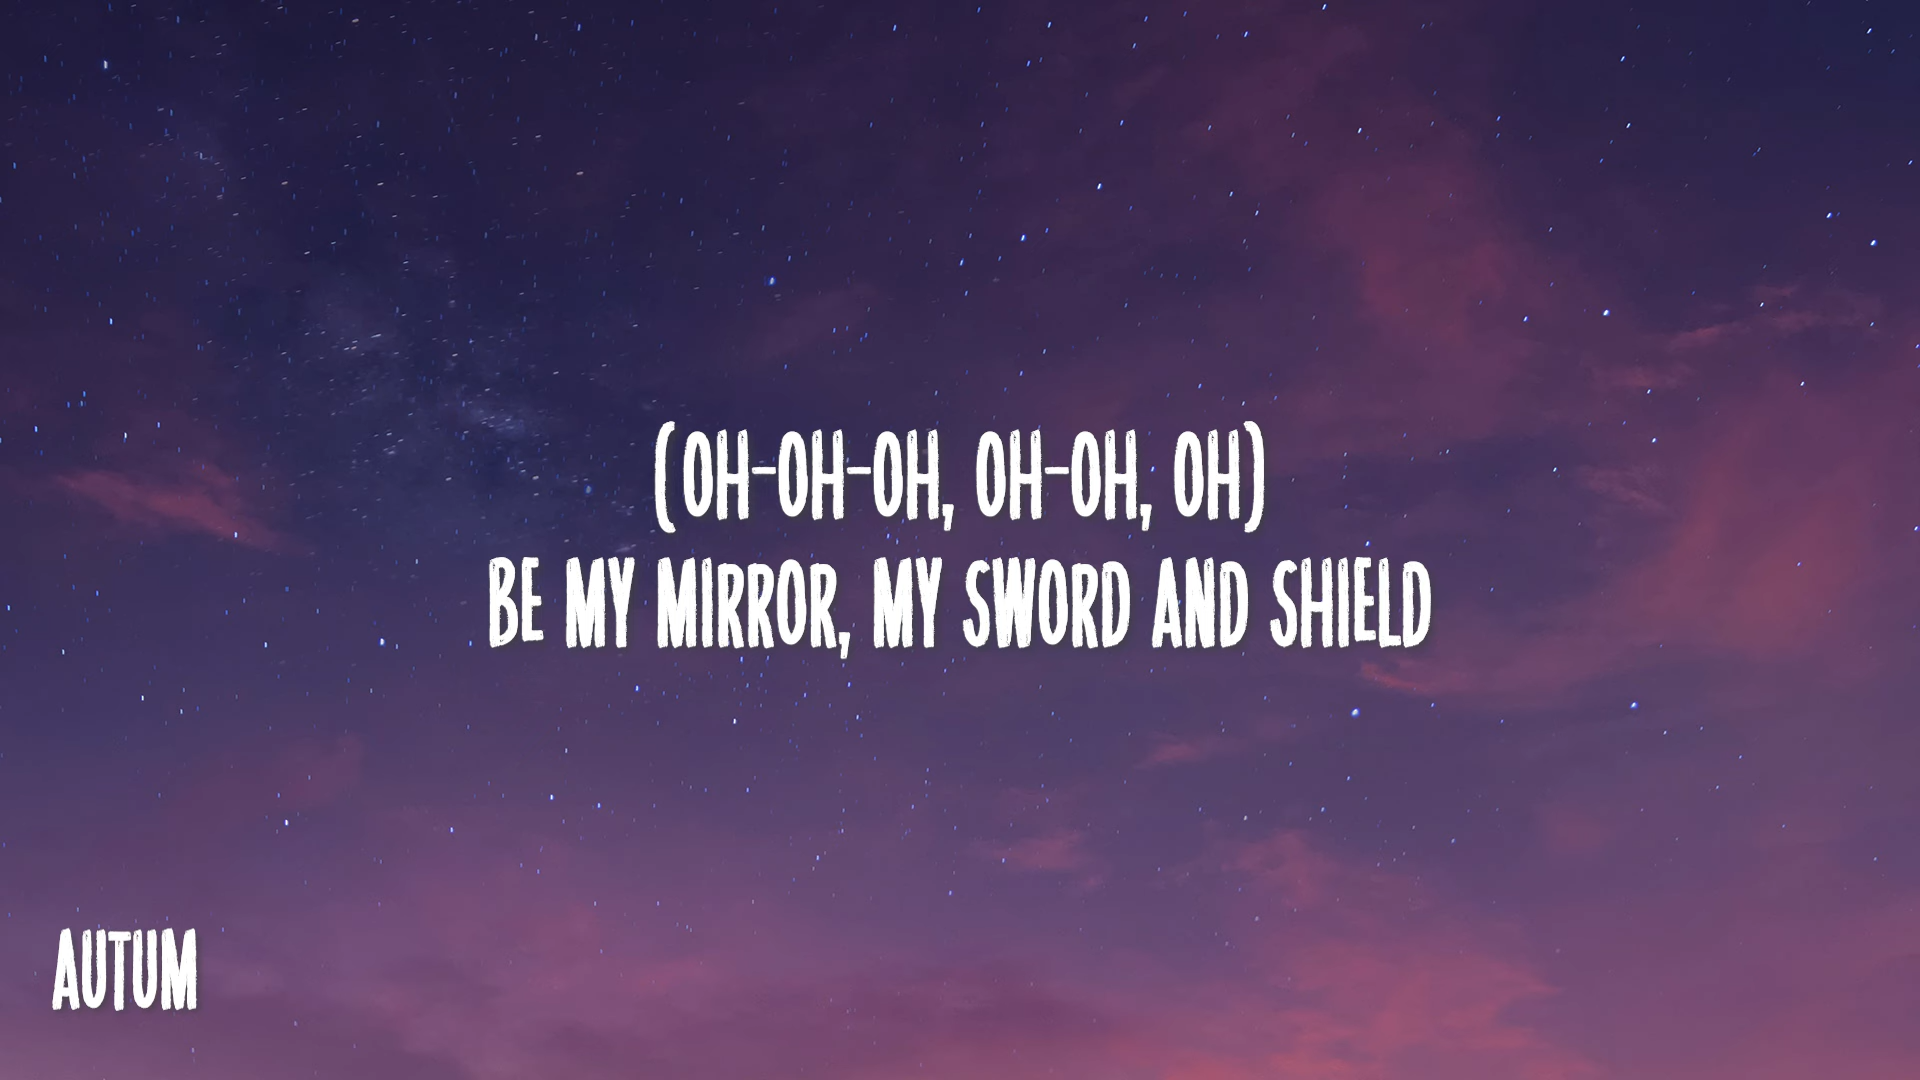 (OH-OH-OH, OH-OH, OH)
BE MY MIRROR, MY SWORD AND SHIELD
AUTUM